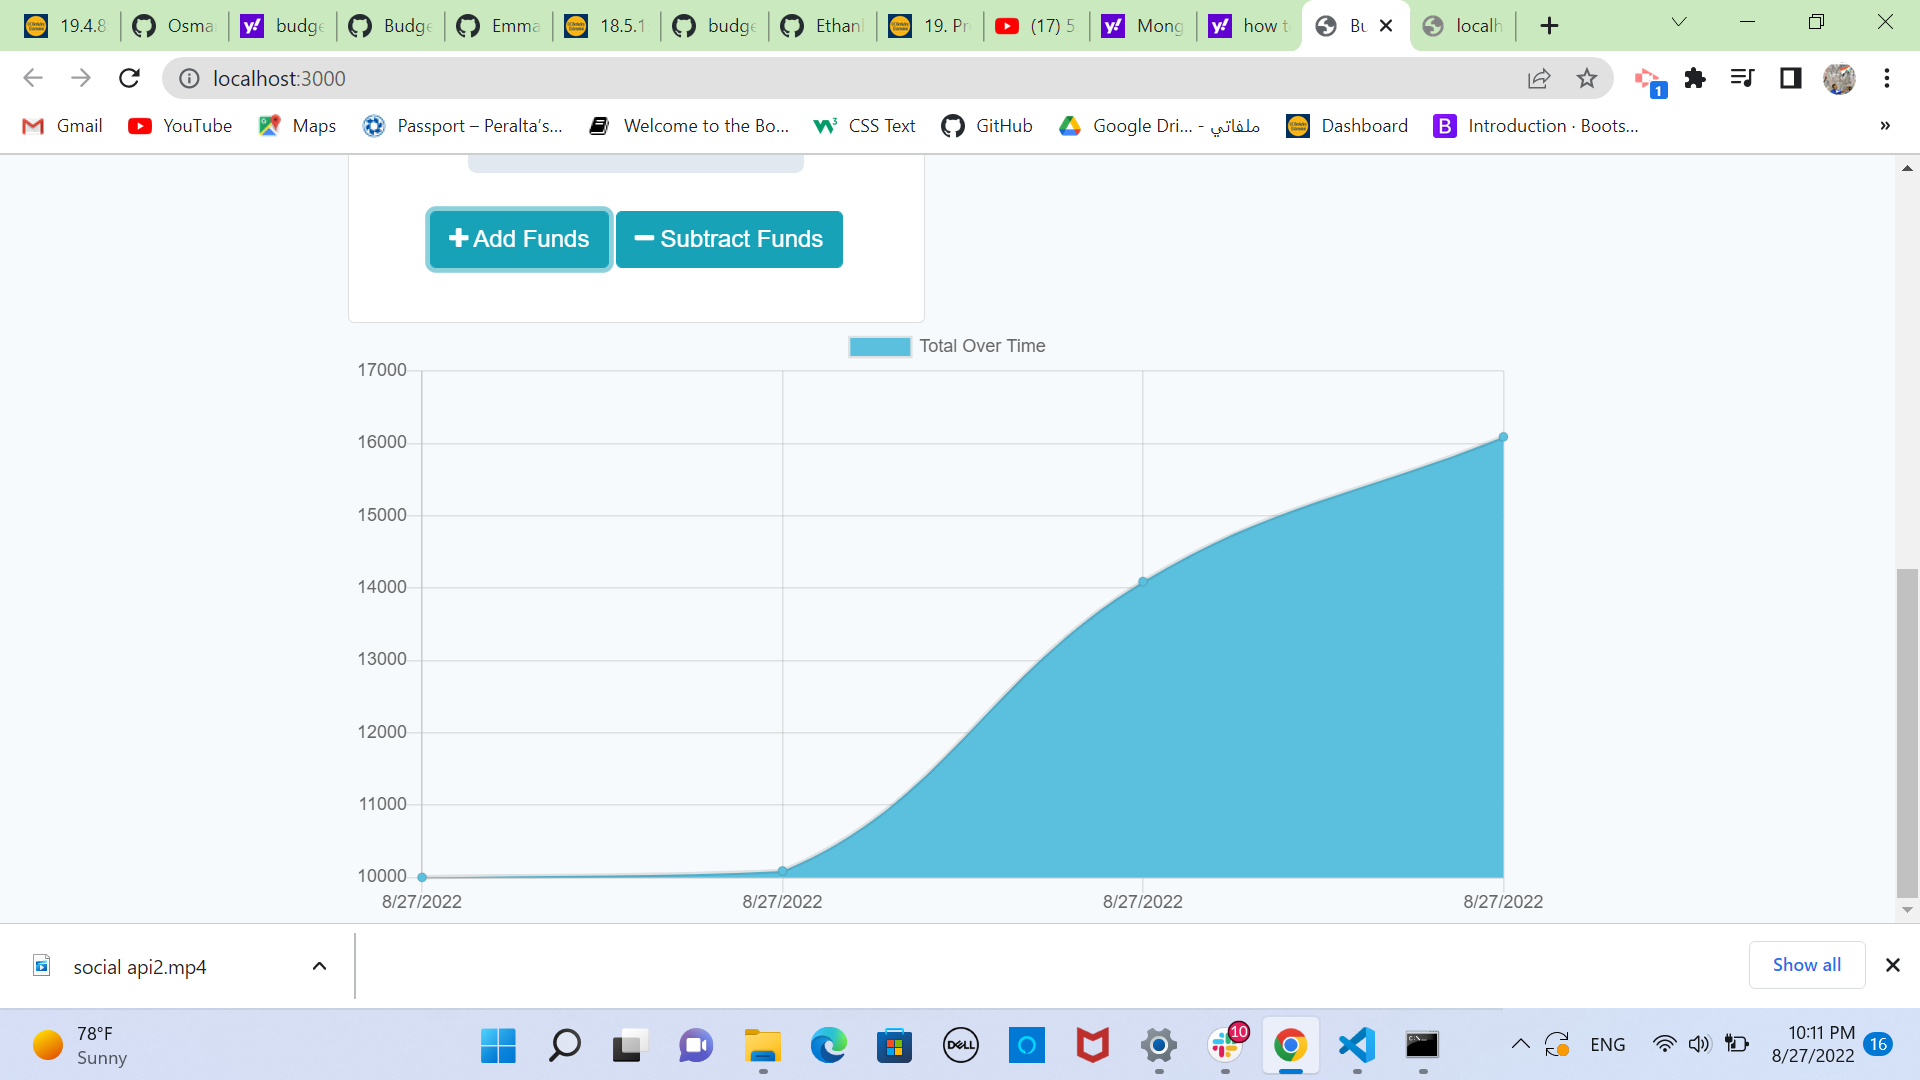 19.4.8
Osma
budge
Budge
Emma
18.5.1
budge
Ethanl
19. Pr
(17) 5
Mong
how to
Bu
localh
localhost:3000
1
Gmail
YouTube
Maps
Passport – Peralta's...
Welcome to the Bo...
CSS Text
GitHub
Google Dri... - ملفاتي
Dashboard
Introduction · Boots...
»
Add Funds
Subtract Funds
Total Over Time
17000
16000
15000
14000
13000
12000
11000
10000
8/27/2022
8/27/2022
8/27/2022
8/27/2022
social api2.mp4
Show all
78°F
Sunny
DELL
10
ENG
10:11 PM
8/27/2022
16